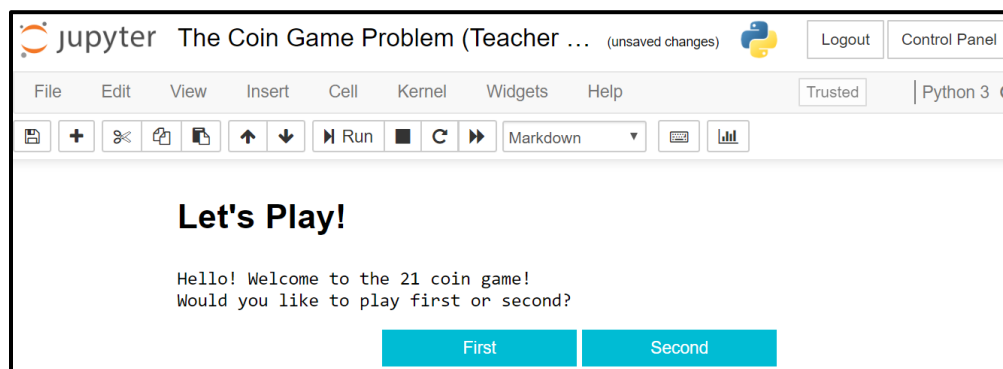 jupyter The Coin Game Problem (Teacher ... (unsaved changes) Logout Control Panel
File Edit View Insert Cell Kernel Widgets Help Trusted Python 3
Run Markdown
Let's Play!
Hello! Welcome to the 21 coin game!
Would you like to play first or second?
First Second